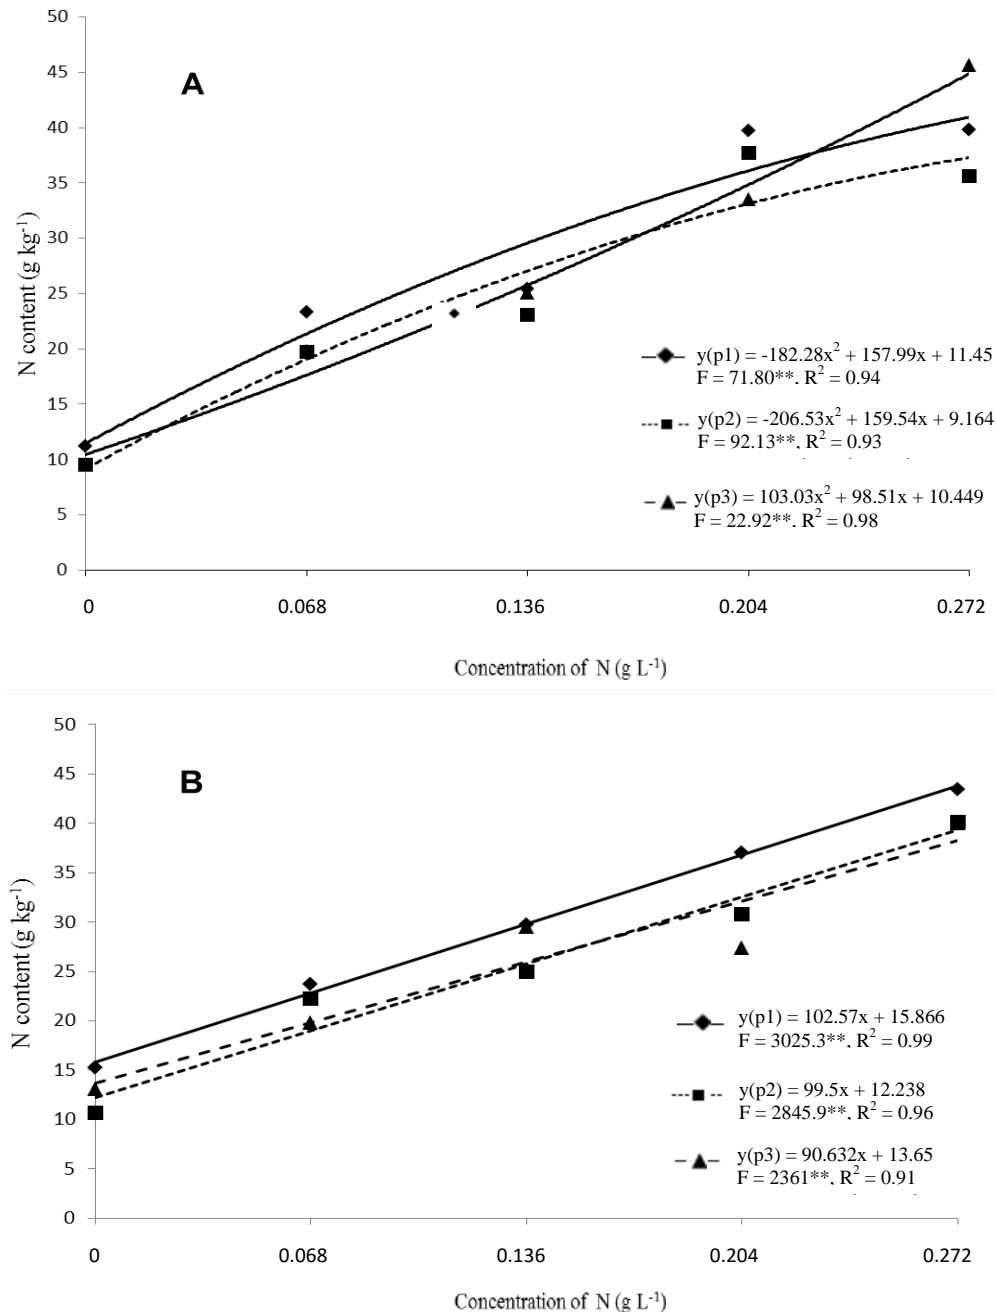 50
45
A
40
35
30
25
20
15
10
5
0
N content (g kg⁻¹)
y(p1) = -182.28x² + 157.99x + 11.45
F = 71.80**, R² = 0.94
y(p2) = -206.53x² + 159.54x + 9.164
F = 92.13**, R² = 0.93
y(p3) = 103.03x² + 98.51x + 10.449
F = 22.92**, R² = 0.98
0 0.068 0.136 0.204 0.272
Concentration of N (g L⁻¹)
50
45
B
40
35
30
25
20
15
10
5
0
N content (g kg⁻¹)
y(p1) = 102.57x + 15.866
F = 3025.3**, R² = 0.99
y(p2) = 99.5x + 12.238
F = 2845.9**, R² = 0.96
y(p3) = 90.632x + 13.65
F = 2361**, R² = 0.91
0 0.068 0.136 0.204 0.272
Concentration of N (g L⁻¹)